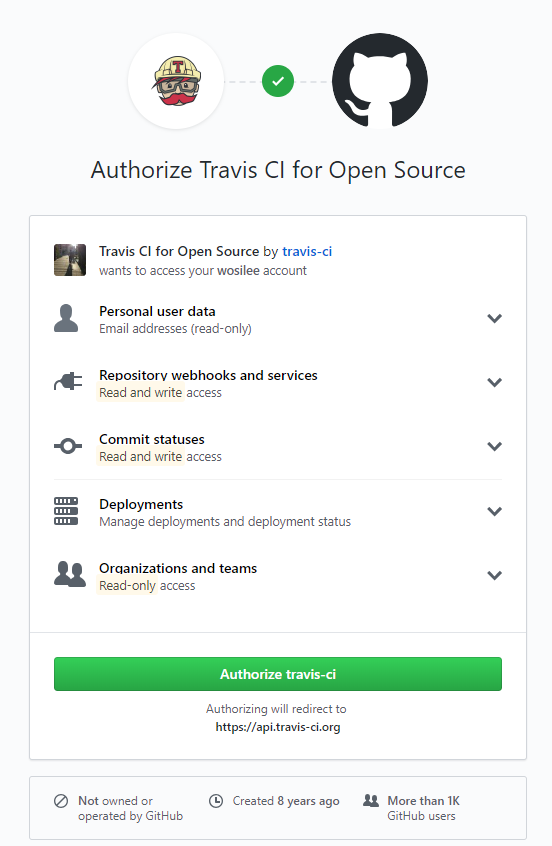 T
Authorize Travis CI for Open Source
Travis CI for Open Source by travis-ci
wants to access your wosilee account
Personal user data
Email addresses (read-only)
Repository webhooks and services
Read and write access
Commit statuses
Read and write access
Deployments
Manage deployments and deployment status
Organizations and teams
Read-only access
Authorize travis-ci
Authorizing will redirect to
https://api.travis-ci.org
Not owned or
operated by GitHub
Created 8 years ago
More than 1K
GitHub users